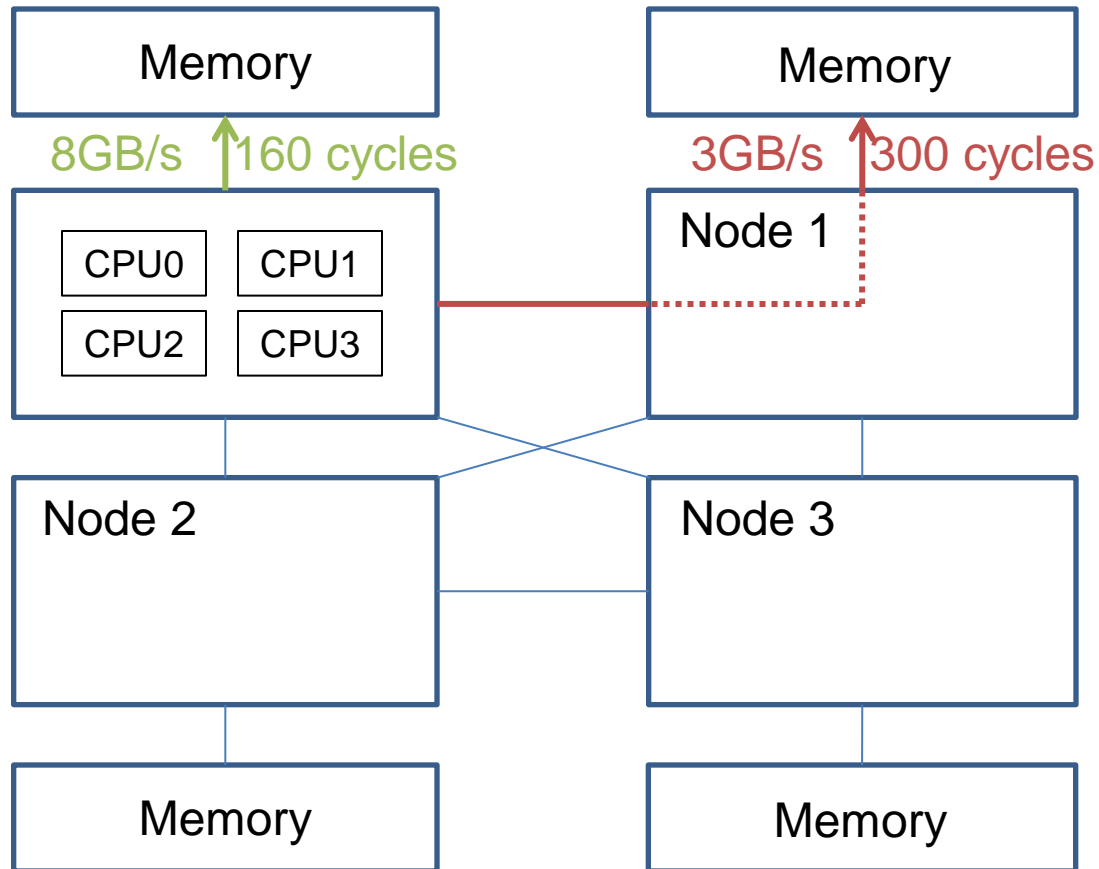 Memory
Memory
8GB/s 160 cycles
3GB/s 300 cycles
CPU0 CPU1
CPU2 CPU3
Node 1
Node 2
Node 3
Memory
Memory